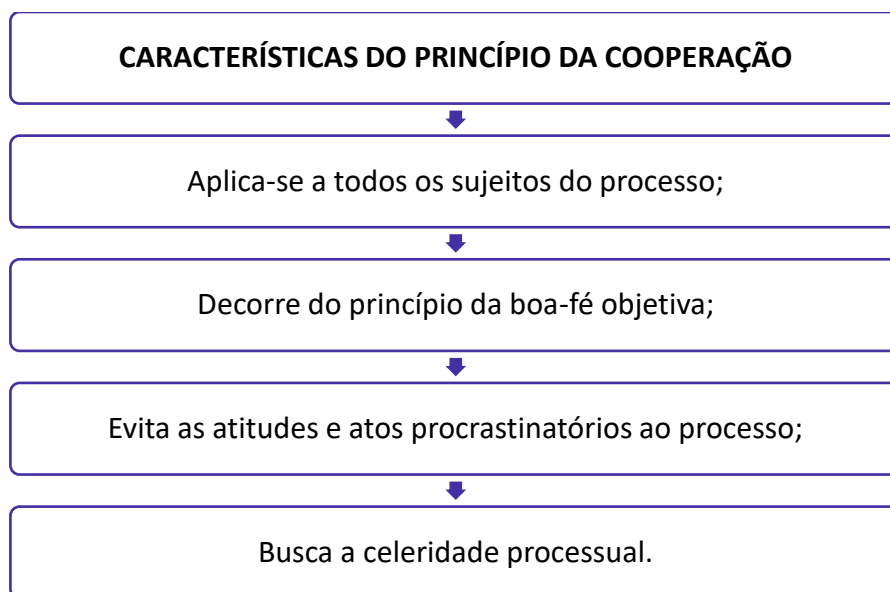 CARACTERÍSTICAS DO PRINCÍPIO DA COOPERAÇÃO
Aplica-se a todos os sujeitos do processo;
Decorre do princípio da boa-fé objetiva;
Evita as atitudes e atos procrastinatórios ao processo;
Busca a celeridade processual.